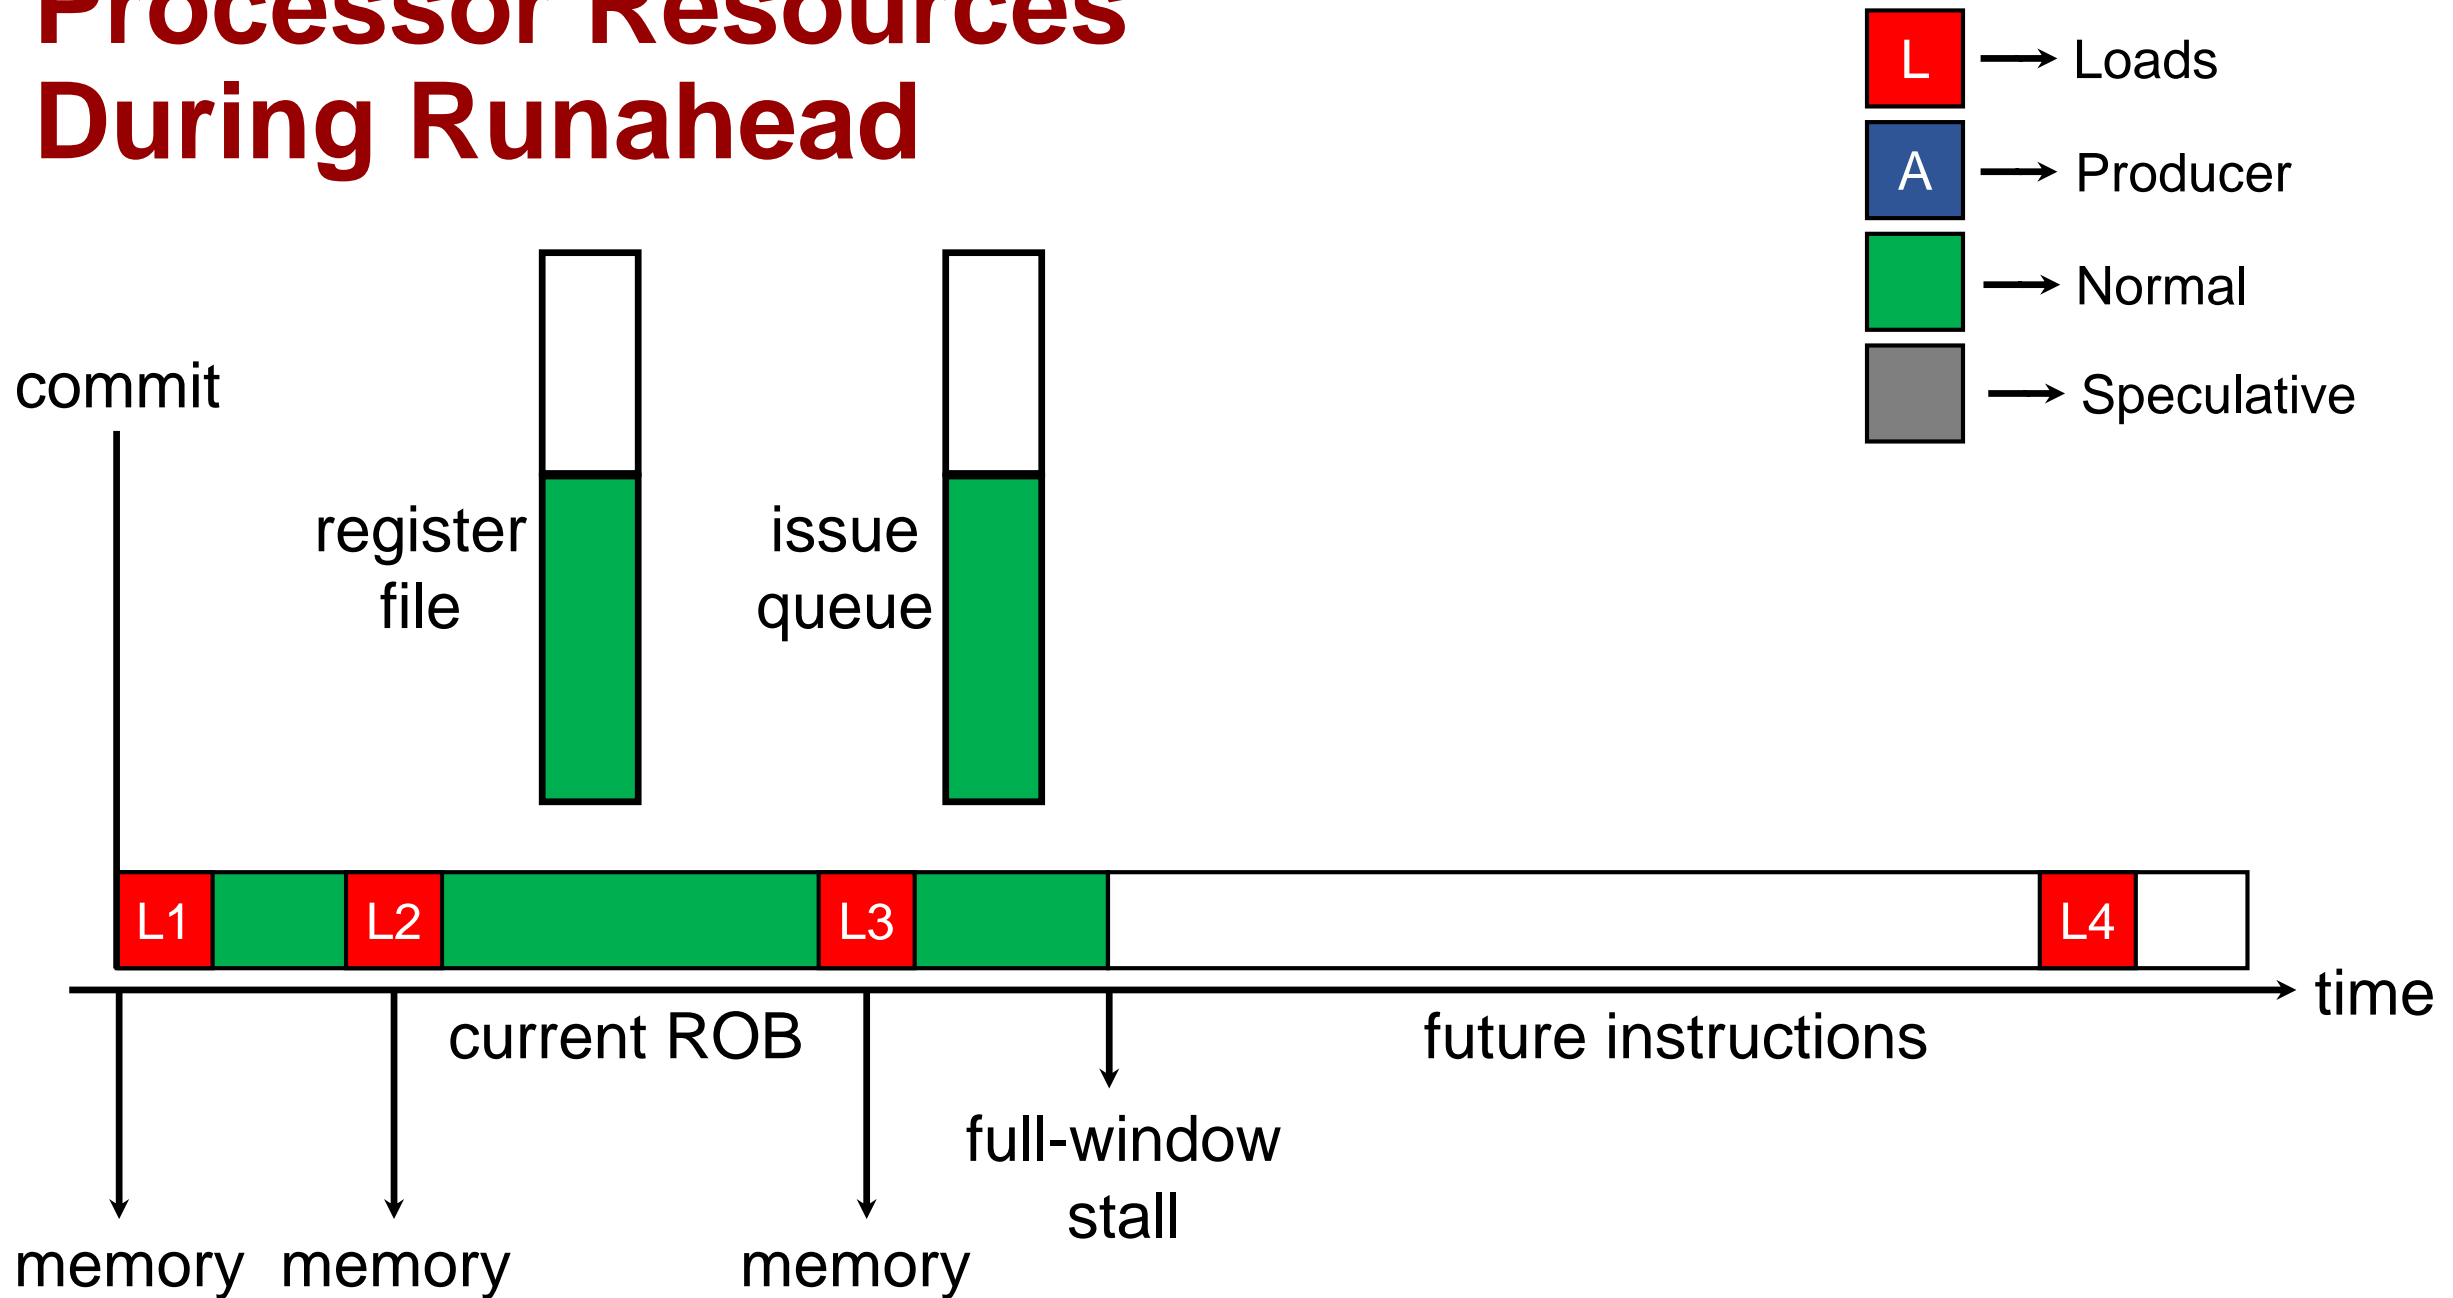 Processor Resources
During Runahead
L
Loads
A
Producer
Normal
Speculative
commit
register
file
issue
queue
L1
L2
L3
L4
time
current ROB
future instructions
full-window
stall
memory
memory
memory